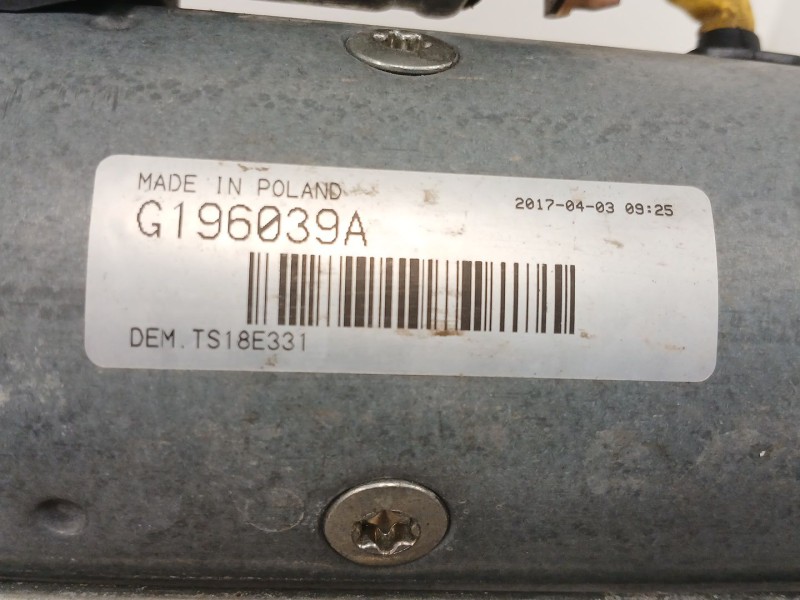 MADE IN POLAND
2017-04-03 09:25
G196039A
DEM.TS18E331